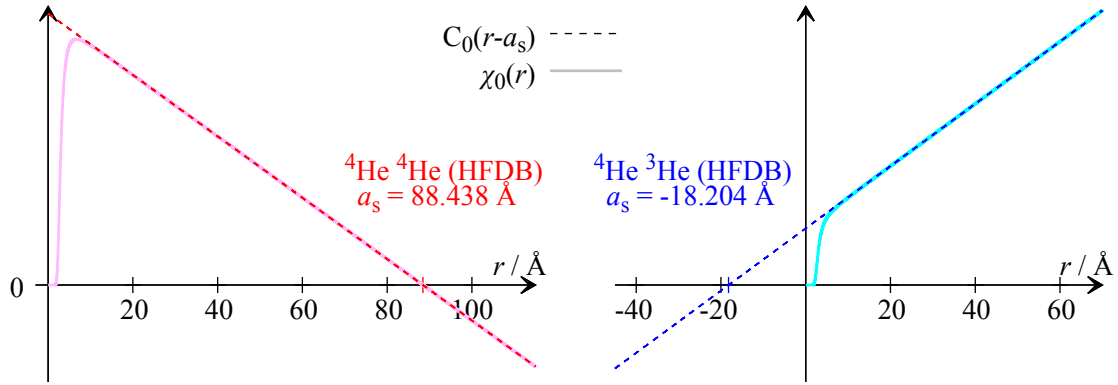 C₀(r-aₛ)
χ₀(r)
⁴He ⁴He (HFDB)
aₛ = 88.438 Å
r / Å
0
20
40
60
80
100
⁴He ³He (HFDB)
aₛ = -18.204 Å
r / Å
-40
-20
20
40
60